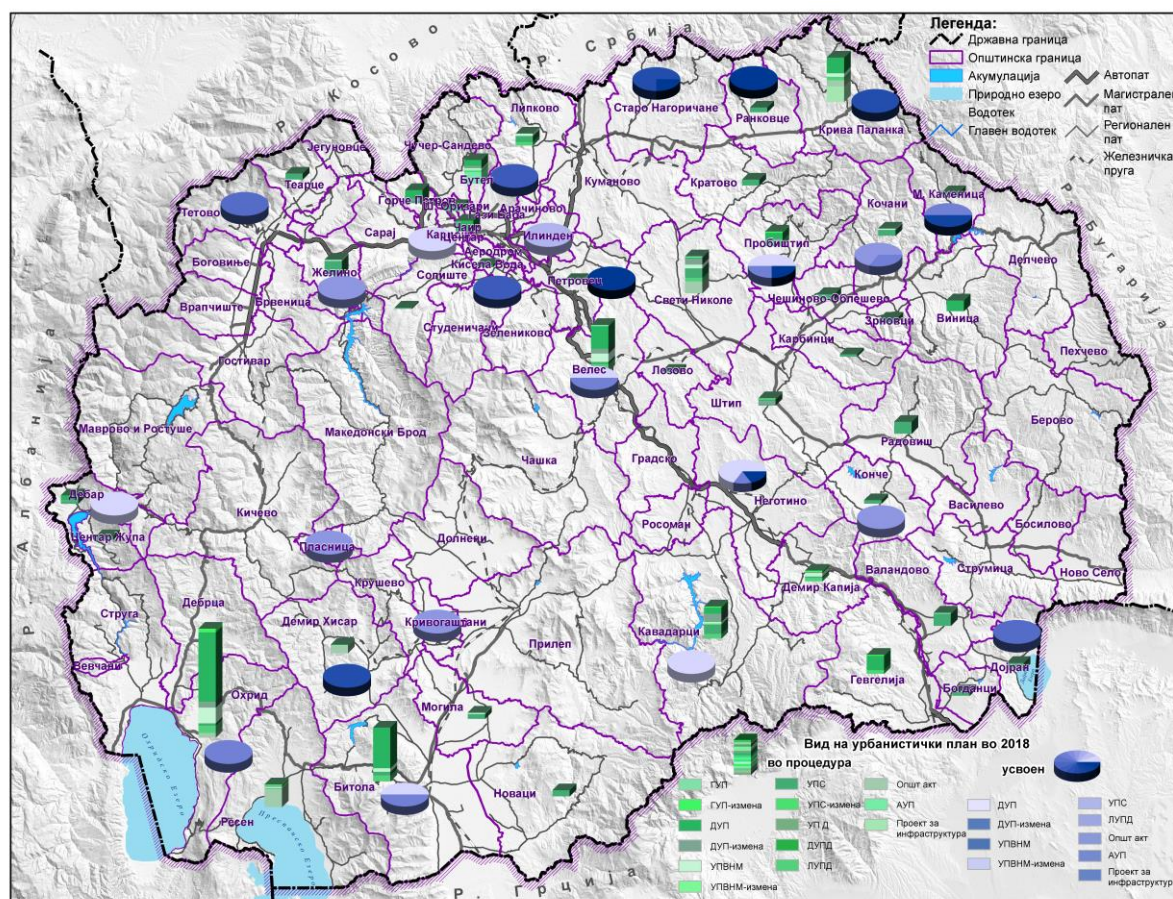 Легенда:
Државна граница
Општинска граница
Акумулација
Природно езеро
Водотек
Главен водотек
Автопат
Магистрален
пат
Регионален
пат
Железничка
пруга
Р. Србија
Косово
Р. Бугарија
Р. Албанија
Р. Грција
Липково
Старо Нагоричане
Ранковце
Крива Паланка
Чучер-Сандево
Јегуновце
Теарце
Бутел
Куманово
Кратово
М. Каменица
Кочани
Тетово
Арачиново
Сарај
Илинден
Пробиштип
Делчево
Боговиње
Желино
Аеродром
Кисела Вода
Сопиште
Петровец
Свети Николе
Чешиново-Облешево
Виница
Врапчиште
Брвеница
Студеничани
Зелениково
Зрновци
Карбинци
Пехчево
Гостивар
Велес
Лозово
Штип
Маврово и Ростуше
Македонски Брод
Чашка
Градско
Радовиш
Берово
Дебар
Центар Жупа
Кичево
Неготино
Конче
Василево
Босилово
Росоман
Пласница
Долнени
Струга
Дебрца
Крушево
Демир Хисар
Кривогаштани
Прилеп
Кавадарци
Демир Капија
Валандово
Струмица
Ново Село
Вевчани
Охрид
Могила
Гевгелија
Богданци
Дојран
Охридско Езеро
Битола
Новаци
Ресен
Преспанско Езеро
Вид на урбанистички план во 2018
во процедура
усвоен
ГУП
ГУП-измена
ДУП
ДУП-измена
УПВНМ
УПВНМ-измена
УПС
УПС-измена
УП Д
ДУПД
ЛУПД
Општ акт
АУП
Проект за
инфраструктура
ДУП
ДУП-измена
УПВНМ
УПВНМ-измена
УПС
ЛУПД
Општ акт
АУП
Проект за
инфраструктур